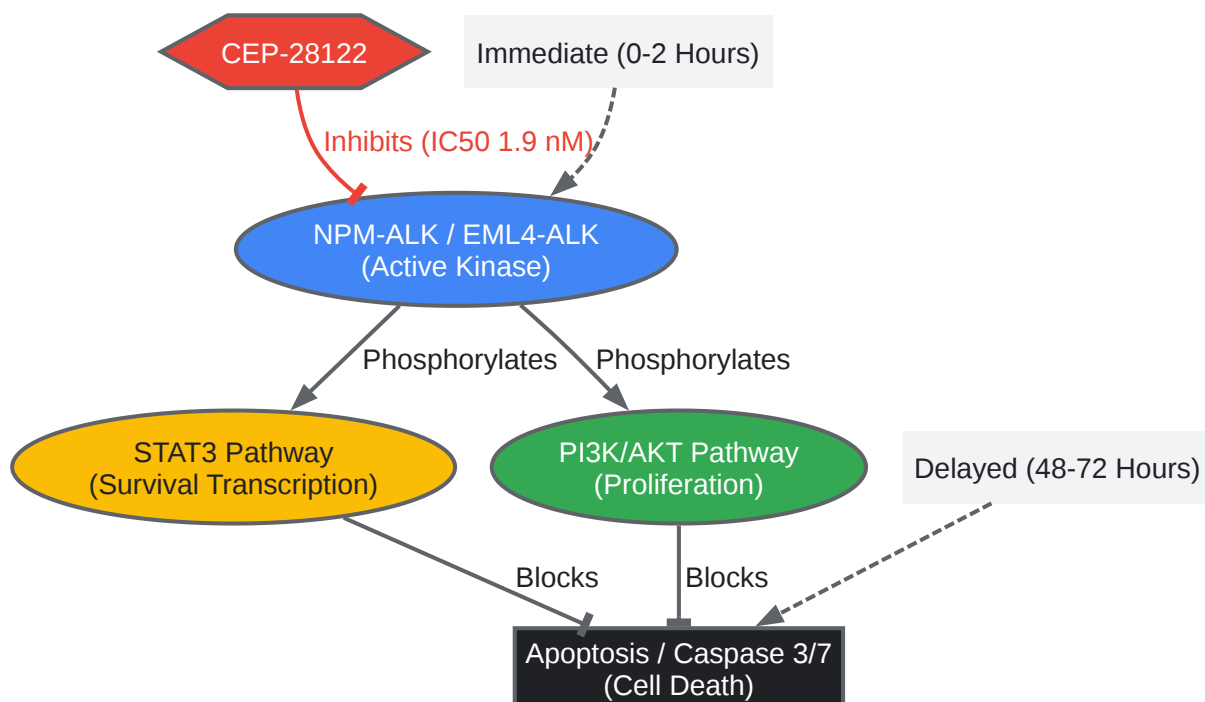 CEP-28122
Immediate (0-2 Hours)
Inhibits (IC50 1.9 nM)
NPM-ALK / EML4-ALK
(Active Kinase)
Phosphorylates
Phosphorylates
STAT3 Pathway
(Survival Transcription)
PI3K/AKT Pathway
(Proliferation)
Delayed (48-72 Hours)
Blocks
Blocks
Apoptosis / Caspase 3/7
(Cell Death)